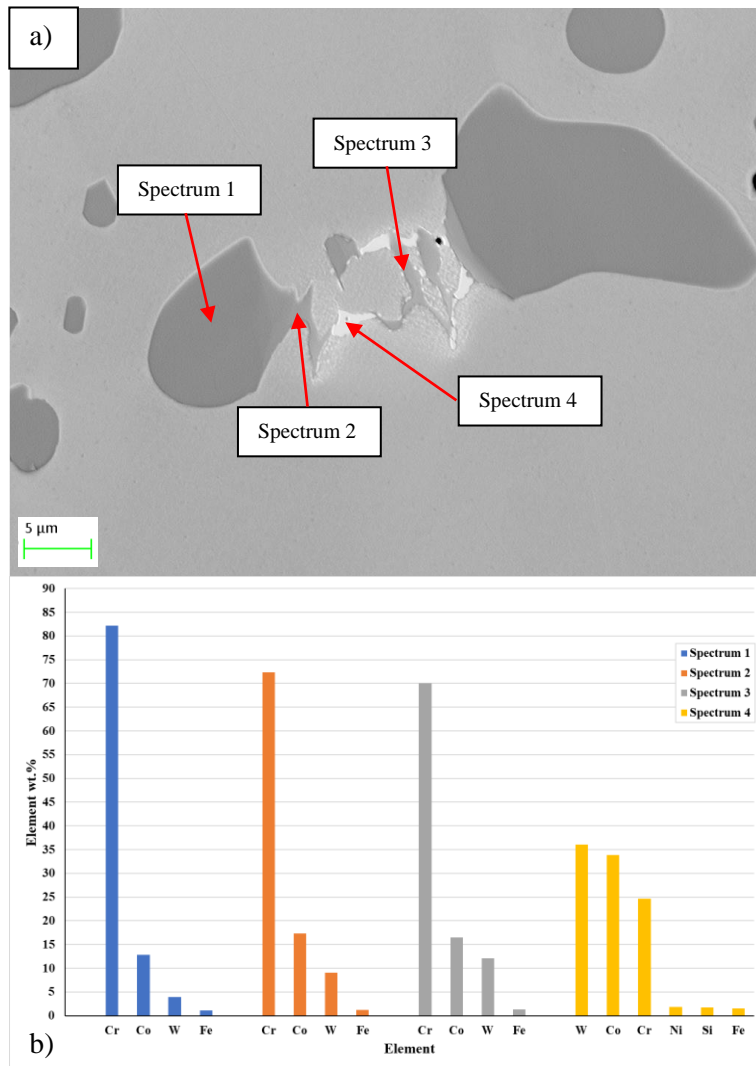 a)
Spectrum 3
Spectrum 1
Spectrum 4
Spectrum 2
5 µm
90
85
80
75
70
65
60
55
50
45
40
35
30
25
20
15
10
5
0
Element wt.%
Spectrum 1
Spectrum 2
Spectrum 3
Spectrum 4
Cr Co W Fe Cr Co W Fe Cr Co W Fe W Co Cr Ni Si Fe
Element
b)